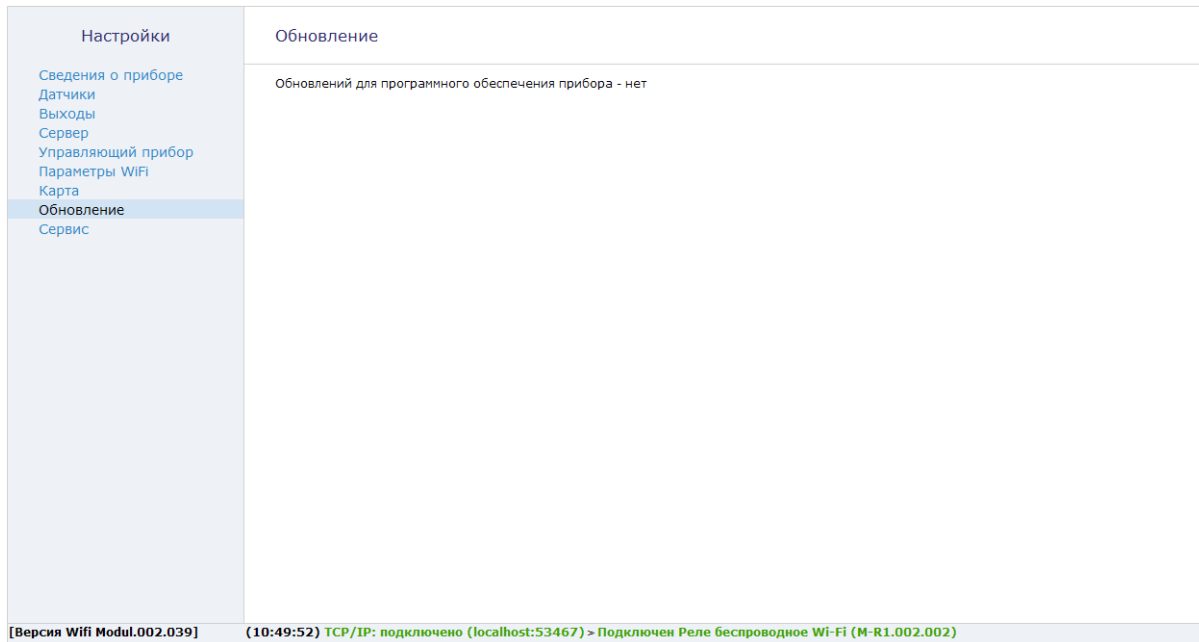 Настройки
Сведения о приборе
Датчики
Выходы
Сервер
Управляющий прибор
Параметры WiFi
Карта
Обновление
Сервис
Обновление
Обновлений для программного обеспечения прибора - нет
[Версия Wifi Modul.002.039] (10:49:52) TCP/IP: подключено (localhost:53467) > Подключен Реле беспроводное Wi-Fi (M-R1.002.002)